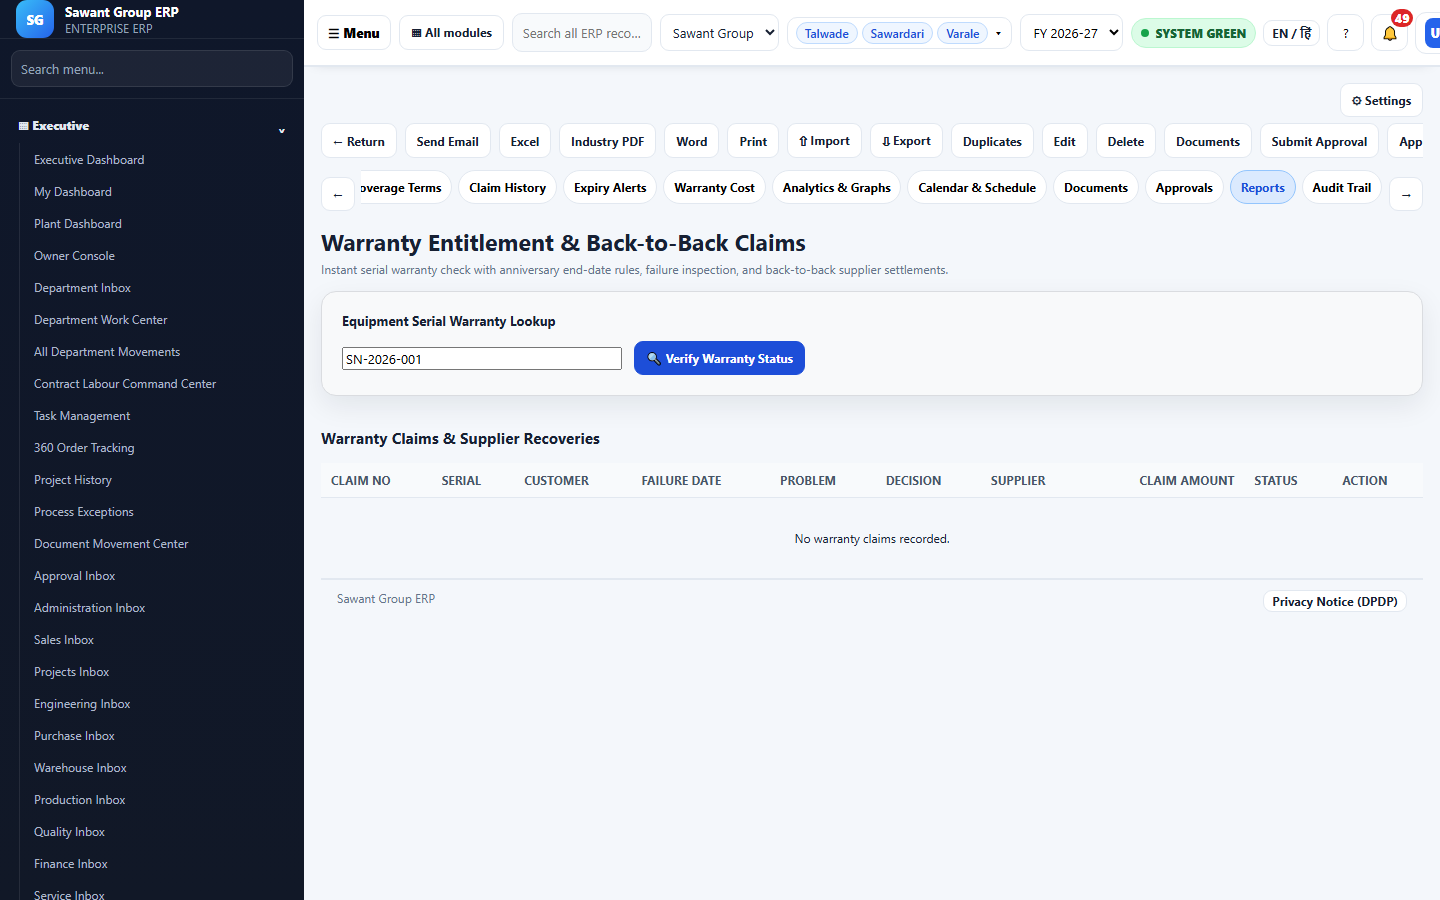 SG
Sawant Group ERP
ENTERPRISE ERP
Search menu...
Executive
Executive Dashboard
My Dashboard
Plant Dashboard
Owner Console
Department Inbox
Department Work Center
All Department Movements
Contract Labour Command Center
Task Management
360 Order Tracking
Project History
Process Exceptions
Document Movement Center
Approval Inbox
Administration Inbox
Sales Inbox
Projects Inbox
Engineering Inbox
Purchase Inbox
Warehouse Inbox
Production Inbox
Quality Inbox
Finance Inbox
Service Inbox
☰ Menu
All modules
Search all ERP reco...
Sawant Group
Talwade Sawardari Varale
FY 2026-27
SYSTEM GREEN
EN / हिं
?
49
U
⚙ Settings
← Return
Send Email
Excel
Industry PDF
Word
Print
⇧ Import
⇩ Export
Duplicates
Edit
Delete
Documents
Submit Approval
App
←
overage Terms
Claim History
Expiry Alerts
Warranty Cost
Analytics & Graphs
Calendar & Schedule
Documents
Approvals
Reports
Audit Trail
→
Warranty Entitlement & Back-to-Back Claims
Instant serial warranty check with anniversary end-date rules, failure inspection, and back-to-back supplier settlements.
Equipment Serial Warranty Lookup
SN-2026-001
🔍 Verify Warranty Status
Warranty Claims & Supplier Recoveries
CLAIM NO SERIAL CUSTOMER FAILURE DATE PROBLEM DECISION SUPPLIER CLAIM AMOUNT STATUS ACTION
No warranty claims recorded.
Sawant Group ERP
Privacy Notice (DPDP)